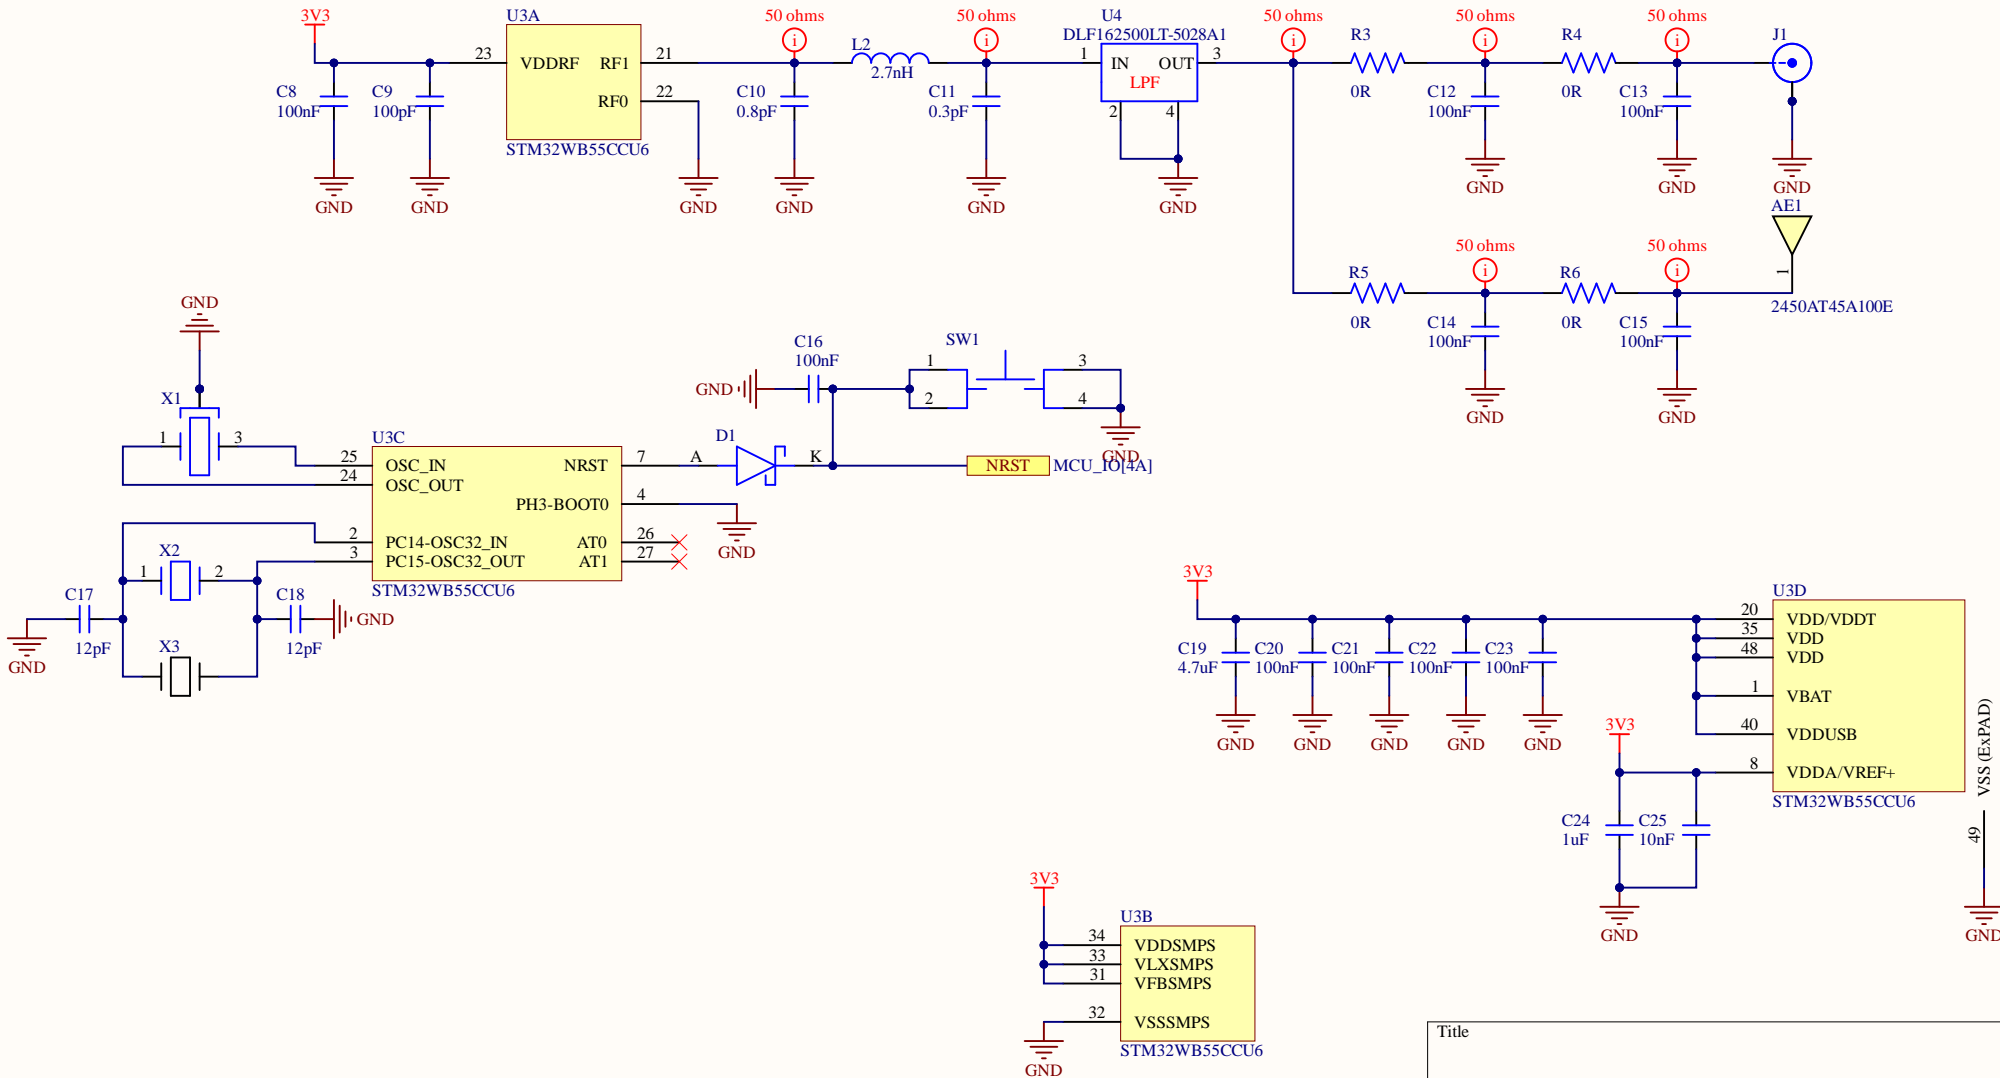 3V3
U3A
23
VDDRF
RF1
21
RF0
22
STM32WB55CCU6
C8
100nF
GND
C9
100pF
GND
GND
50 ohms
i
C10
0.8pF
GND
L2
2.7nH
50 ohms
i
C11
0.3pF
GND
U4
DLF162500LT-5028A1
1
IN
OUT
3
LPF
2
4
GND
50 ohms
i
R3
0R
50 ohms
i
C12
100nF
GND
R4
0R
50 ohms
i
C13
100nF
GND
J1
GND
AE1
1
2450AT45A100E
R5
0R
50 ohms
i
C14
100nF
GND
R6
0R
50 ohms
i
C15
100nF
GND
GND
X1
1
3
U3C
25
OSC_IN
24
OSC_OUT
2
PC14-OSC32_IN
3
PC15-OSC32_OUT
NRST
7
PH3-BOOT0
4
AT0
26
AT1
27
STM32WB55CCU6
GND
X2
1
2
X3
C17
12pF
GND
C18
12pF
GND
D1
A
K
C16
100nF
GND
SW1
1
2
3
4
GND
NRST
MCU_IO[4A]
3V3
C19
4.7uF
GND
C20
100nF
GND
C21
100nF
GND
C22
100nF
GND
C23
100nF
GND
U3D
20
VDD/VDDT
35
VDD
48
VDD
1
VBAT
40
VDDUSB
8
VDDA/VREF+
STM32WB55CCU6
VSS (ExPAD)
49
GND
3V3
C24
1uF
C25
10nF
GND
3V3
U3B
34
VDDSMPS
33
VLXSMPS
31
VFBSMPS
32
VSSSMPS
STM32WB55CCU6
GND
Title